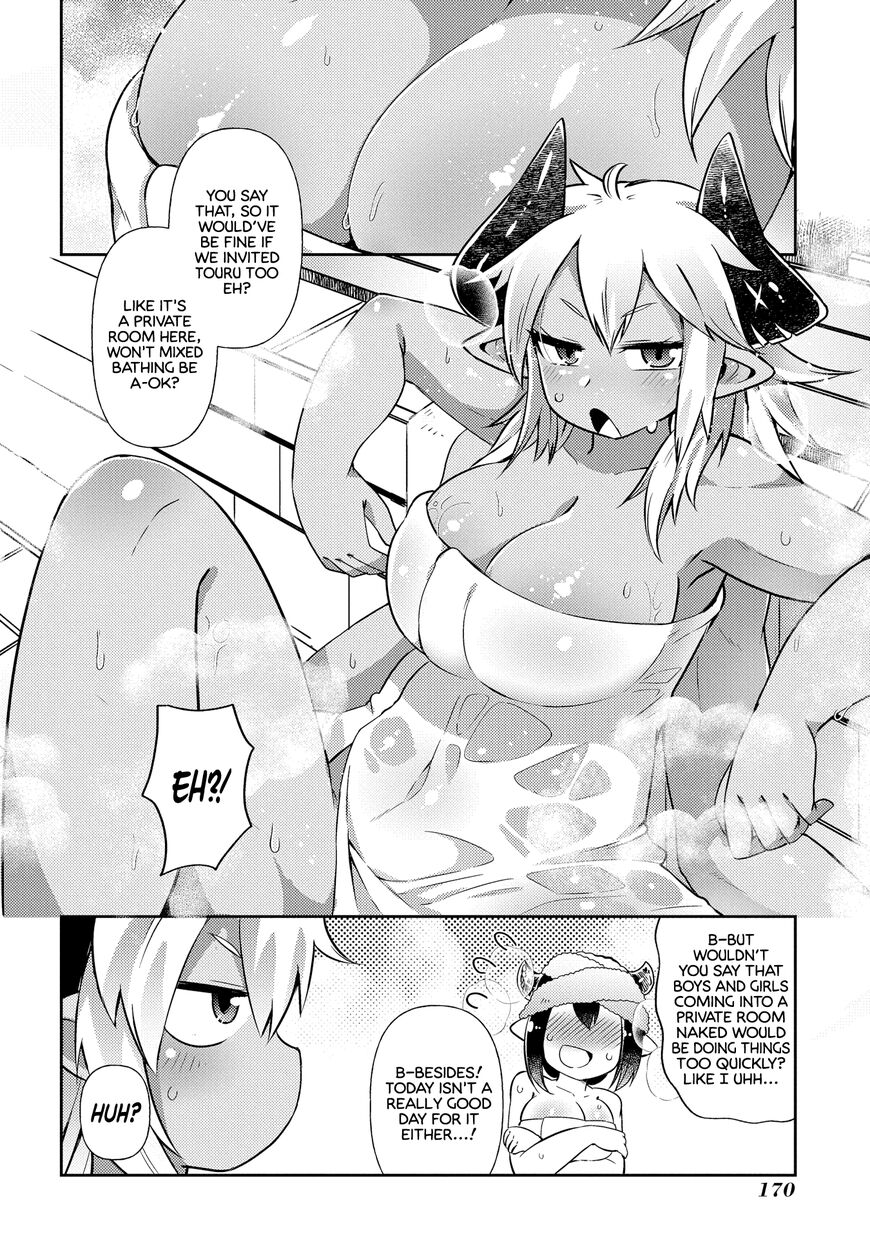 YOU SAY
THAT, SO IT
WOULD'VE
BE FINE IF
WE INVITED
TOURU TOO
EH?
LIKE IT'S
A PRIVATE
ROOM HERE,
WON'T MIXED
BATHING BE
A-OK?
EH?!
B-BUT
WOULDN'T
YOU SAY THAT
BOYS AND GIRLS
COMING INTO A
PRIVATE ROOM
NAKED WOULD
BE DOING THINGS
TOO QUICKLY?
LIKE I UHH...
B-BESIDES!
TODAY ISN'T A
REALLY GOOD
DAY FOR IT
EITHER...!
HUH?
170